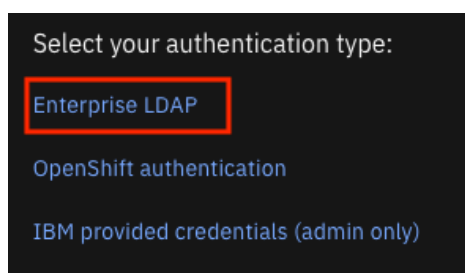 Select your authentication type:
Enterprise LDAP
OpenShift authentication
IBM provided credentials (admin only)